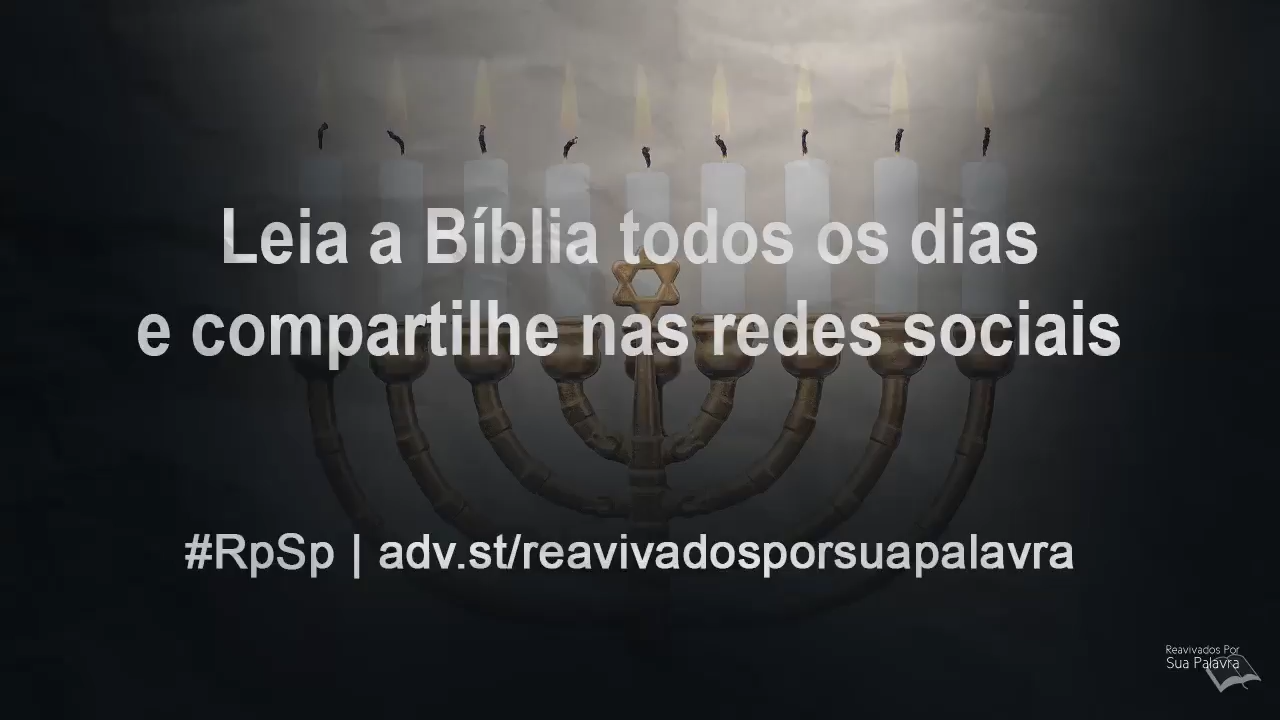 Leia a Bíblia todos os dias
e compartilhe nas redes sociais
#RpSp | adv.st/reavivadosporsuapalavra
Reavivados Por
Sua Palavra